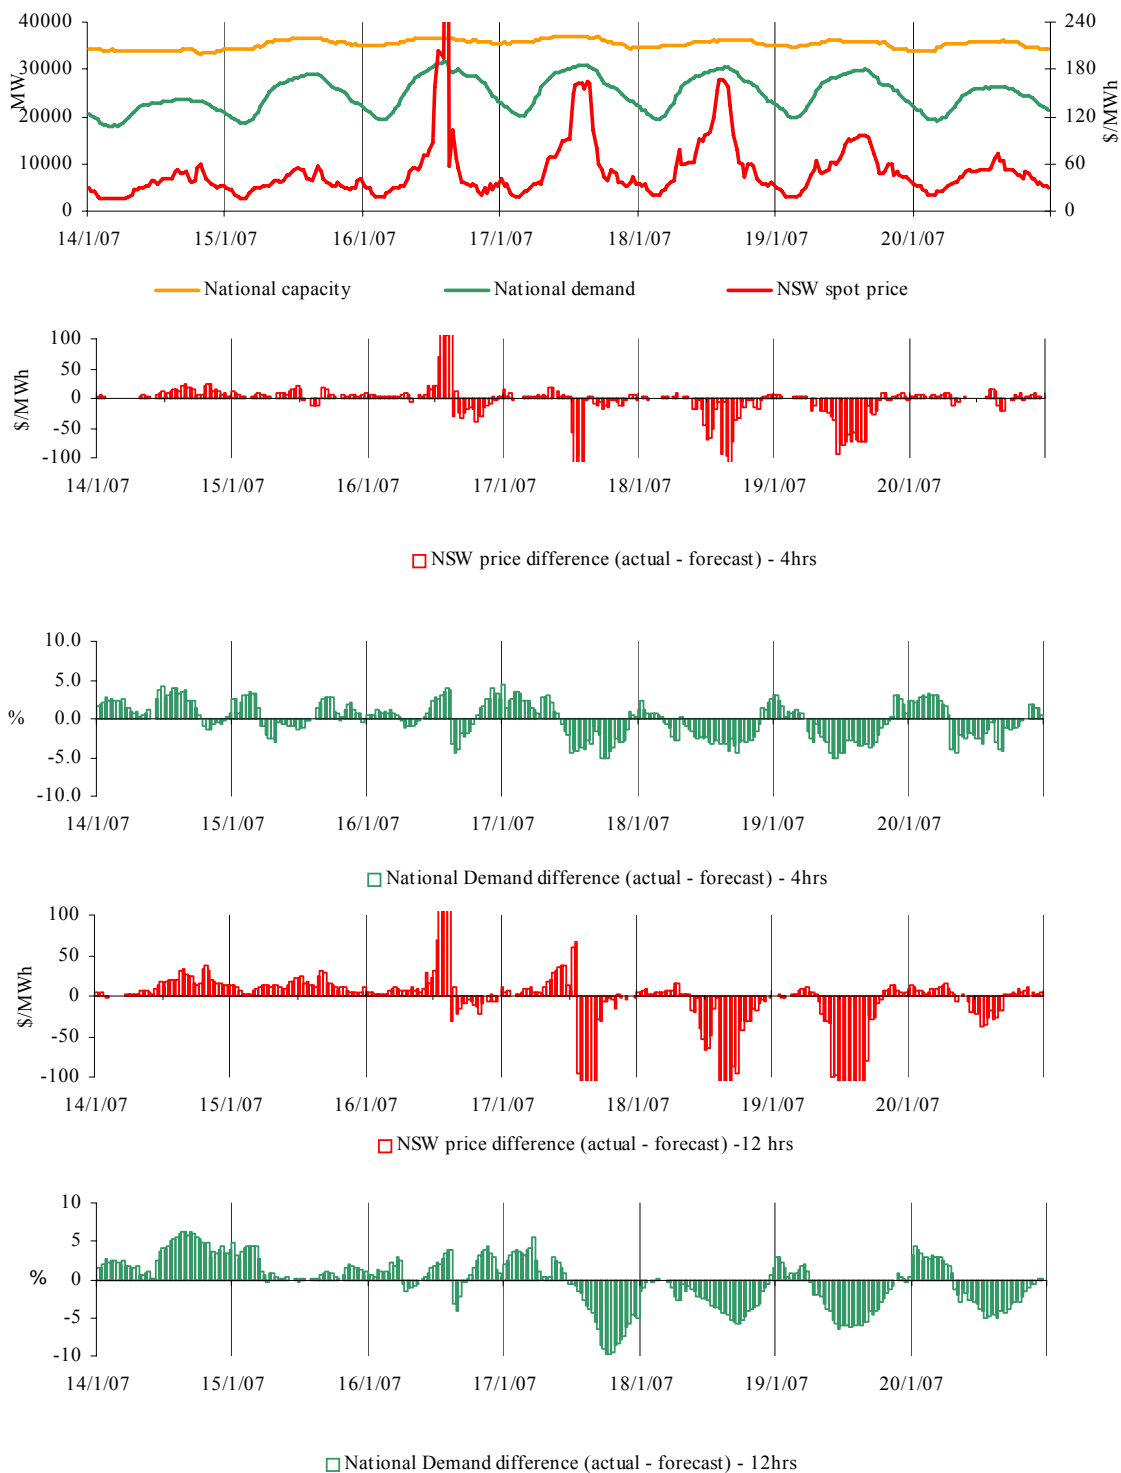 40000
30000
20000
10000
0
MW
240
180
120
60
0
$/MWh
14/1/07 15/1/07 16/1/07 17/1/07 18/1/07 19/1/07 20/1/07
National capacity National demand NSW spot price
100
50
0
-50
-100
$/MWh
14/1/07 15/1/07 16/1/07 17/1/07 18/1/07 19/1/07 20/1/07
NSW price difference (actual - forecast) - 4hrs
10.0
5.0
0.0
-5.0
-10.0
%
14/1/07 15/1/07 16/1/07 17/1/07 18/1/07 19/1/07 20/1/07
National Demand difference (actual - forecast) - 4hrs
100
50
0
-50
-100
$/MWh
14/1/07 15/1/07 16/1/07 17/1/07 18/1/07 19/1/07 20/1/07
NSW price difference (actual - forecast) -12 hrs
10
5
0
-5
-10
%
14/1/07 15/1/07 16/1/07 17/1/07 18/1/07 19/1/07 20/1/07
National Demand difference (actual - forecast) - 12hrs